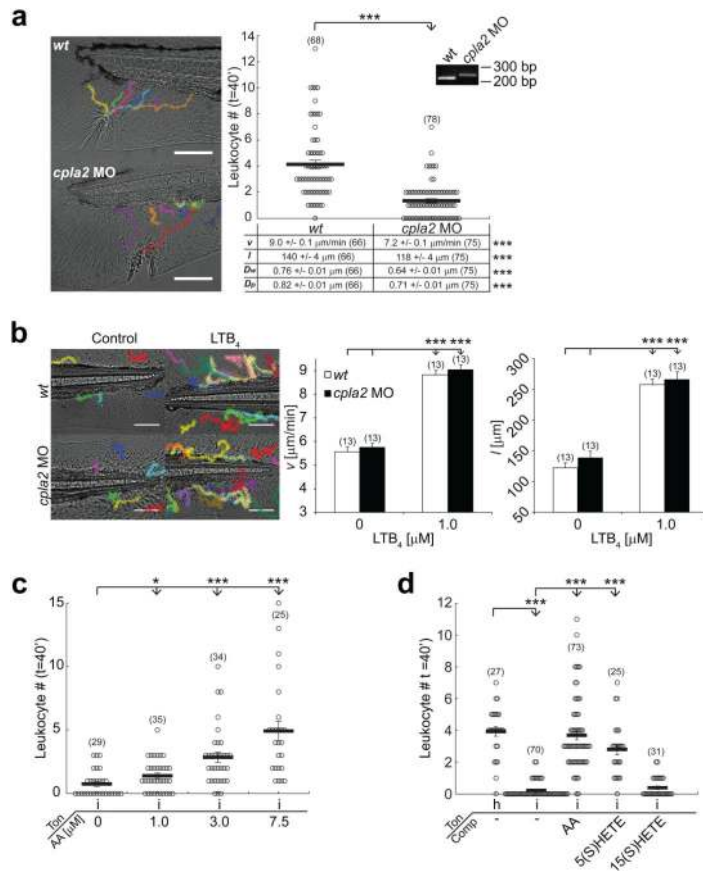 a
wt
cpla2 MO
***
(68)
(78)
wt
cpla2 MO
300 bp
200 bp
Leukocyte # (t=40')
14
12
10
8
6
4
2
0
wt
cpla2 MO
v
9.0 +/- 0.1 μm/min (66)
7.2 +/- 0.1 μm/min (75)
***
l
140 +/- 4 μm (66)
118 +/- 4 μm (75)
***
Dw
0.76 +/- 0.01 μm (66)
0.64 +/- 0.01 μm (75)
***
Dp
0.82 +/- 0.01 μm (66)
0.71 +/- 0.01 μm (75)
***
b
Control
LTB4
wt
cpla2 MO
*** ***
wt
cpla2 MO
(13)
(13)
(13)
(13)
v [μm/min]
9
8
7
6
5
4
3
0
1.0
LTB4 [μM]
*** ***
(13)
(13)
(13)
(13)
l [μm]
300
250
200
150
100
50
0
1.0
LTB4 [μM]
c
*
***
***
(29)
(35)
(34)
(25)
Leukocyte # (t=40')
15
10
5
0
Ton
i
i
i
i
AA [μM]
0
1.0
3.0
7.5
d
***
***
***
(27)
(70)
(73)
(25)
(31)
Leukocyte # t =40'
12
10
8
6
4
2
0
Ton
h
i
i
i
i
Comp
-
-
AA
5(S)HETE
15(S)HETE